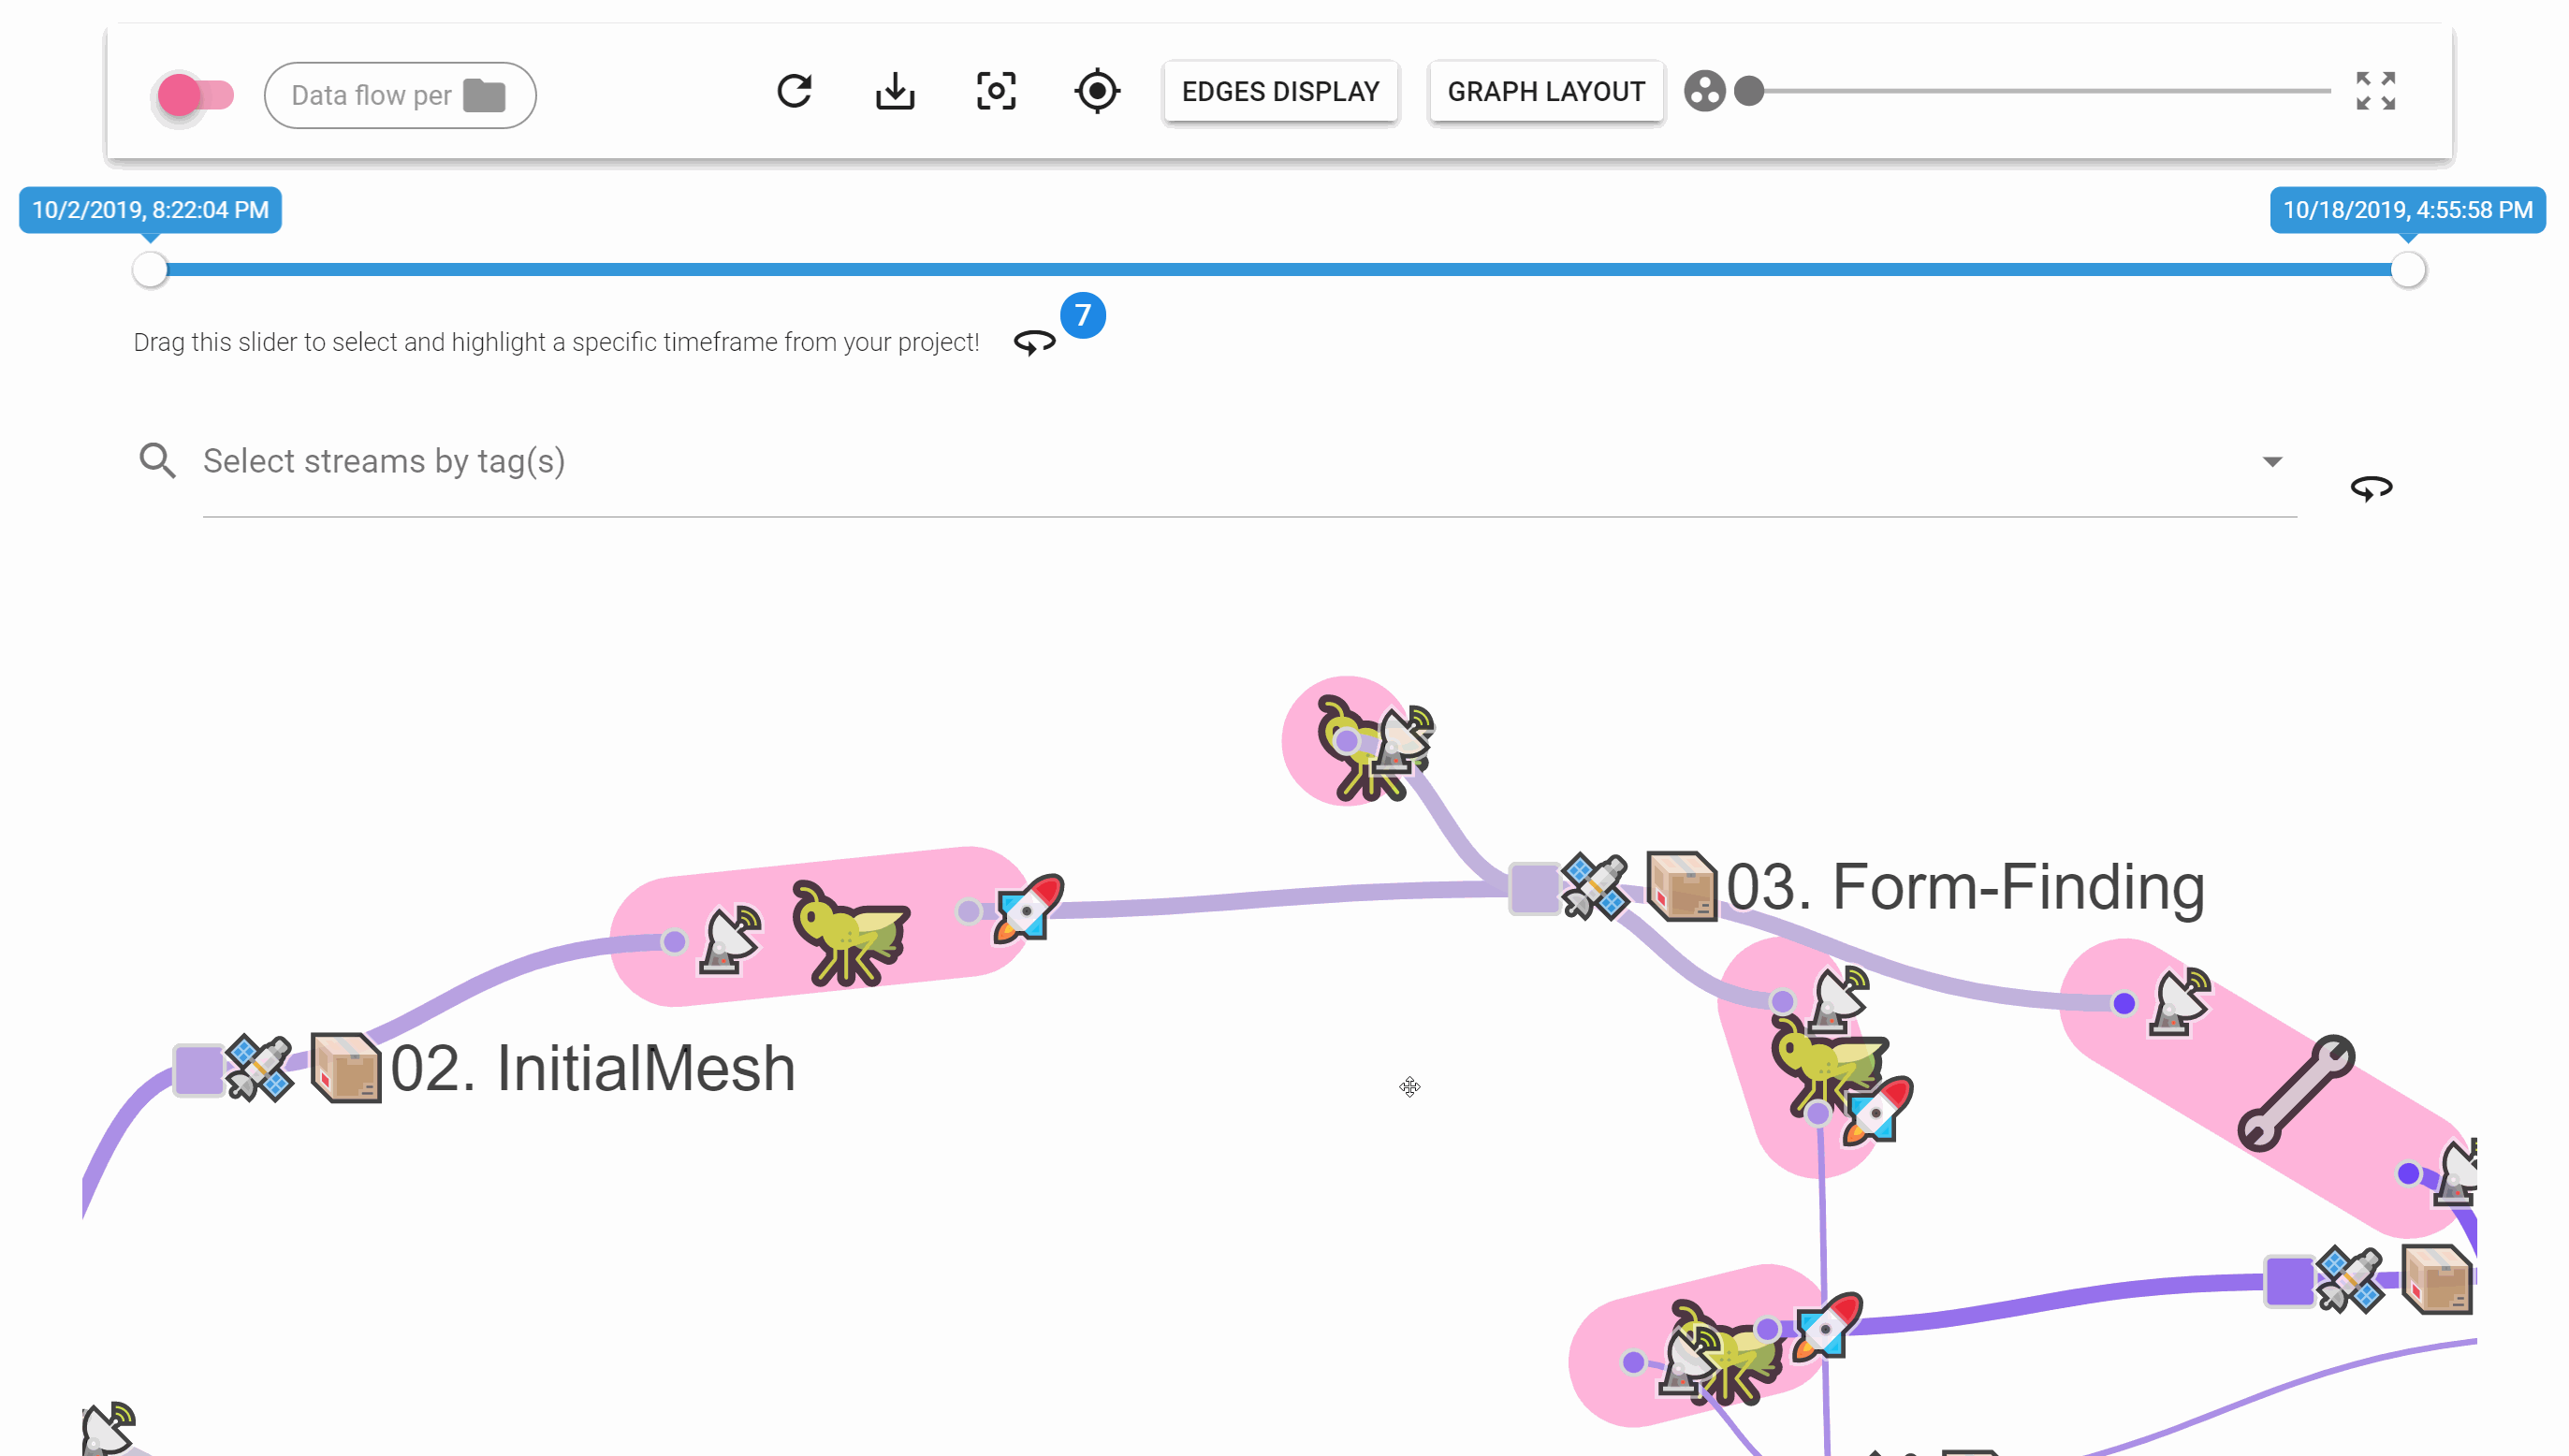 Data flow per
EDGES DISPLAY
GRAPH LAYOUT
10/2/2019, 8:22:04 PM
10/18/2019, 4:55:58 PM
7
Drag this slider to select and highlight a specific timeframe from your project!
Select streams by tag(s)
03. Form-Finding
02. InitialMesh